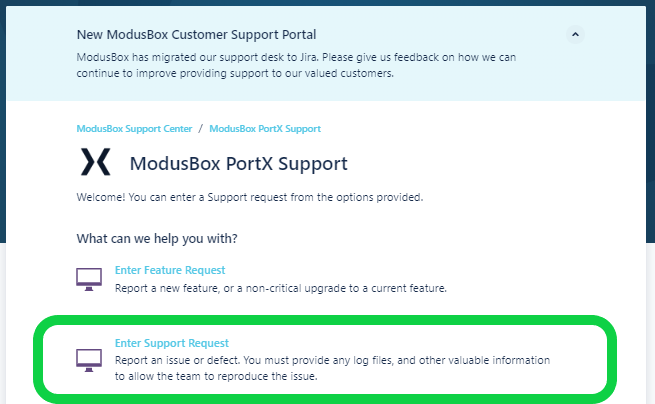 New ModusBox Customer Support Portal
ModusBox has migrated our support desk to Jira. Please give us feedback on how we can
continue to improve providing support to our valued customers.
ModusBox Support Center / ModusBox PortX Support
ModusBox PortX Support
Welcome! You can enter a Support request from the options provided.
What can we help you with?
Enter Feature Request
Report a new feature, or a non-critical upgrade to a current feature.
Enter Support Request
Report an issue or defect. You must provide any log files, and other valuable information
to allow the team to reproduce the issue.